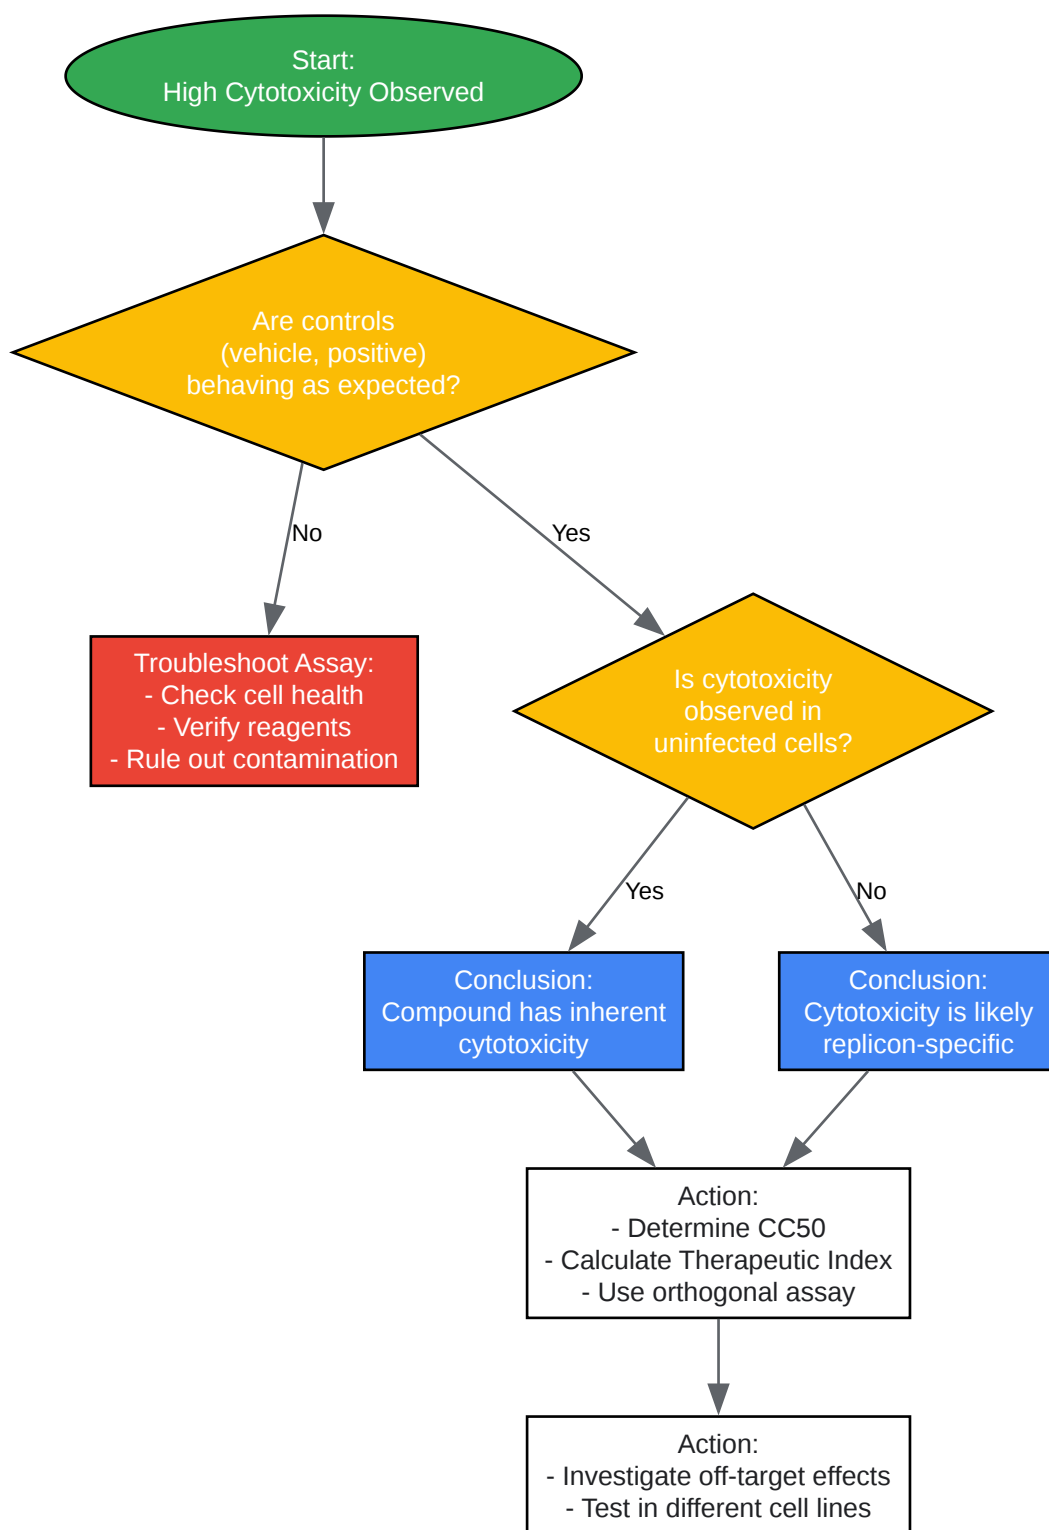 Start:
High Cytotoxicity Observed
Are controls
(vehicle, positive)
behaving as expected?
No
Yes
Troubleshoot Assay:
- Check cell health
- Verify reagents
- Rule out contamination
Is cytotoxicity
observed in
uninfected cells?
Yes
No
Conclusion:
Compound has inherent
cytotoxicity
Conclusion:
Cytotoxicity is likely
replicon-specific
Action:
- Determine CC50
- Calculate Therapeutic Index
- Use orthogonal assay
Action:
- Investigate off-target effects
- Test in different cell lines